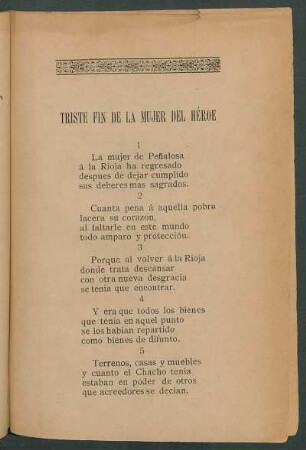 TRISTE FIN DE LA MUJER DEL HÉROE
1
La mujer de Peñalosa
á la Rioja ha regresado
despues de dejar cumplido
sus deberes mas sagrados.
2
Cuanta pena á aquella pobre
lacera su corazon,
al faltarle en este mundo
todo amparo y protección.
3
Porque al volver á la Rioja
donde trata descansar
con otra nueva desgracia
se tenia que encontrar.
4
Y era que todos los bienes
que tenia en aquel punto
se los habian repartido
como bienes de difunto.
5
Terrenos, casas y muebles
y cuanto el Chacho tenia
estaban en poder de otros
que acreedores se decian.